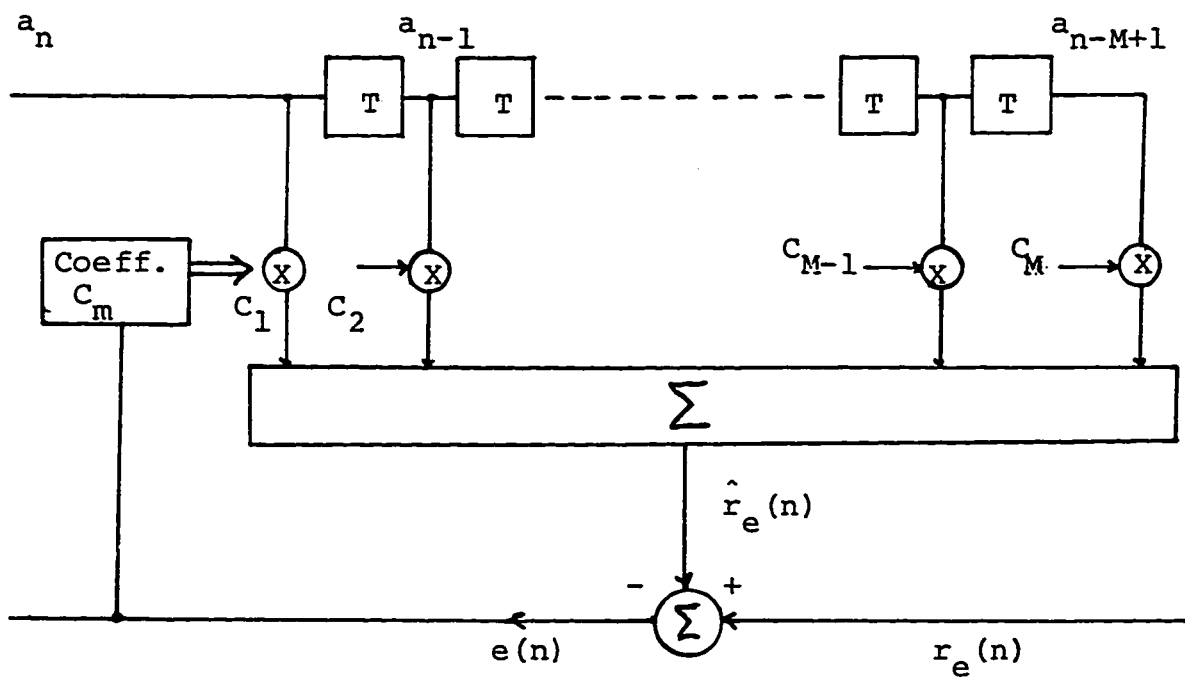 a_n a_{n-1} a_{n-M+1}
T T T T
Coeff.
C_m
X X X X
C_1 C_2 C_{M-1} C_M
Σ
r̂_e(n)
- +
Σ
e(n) r_e(n)